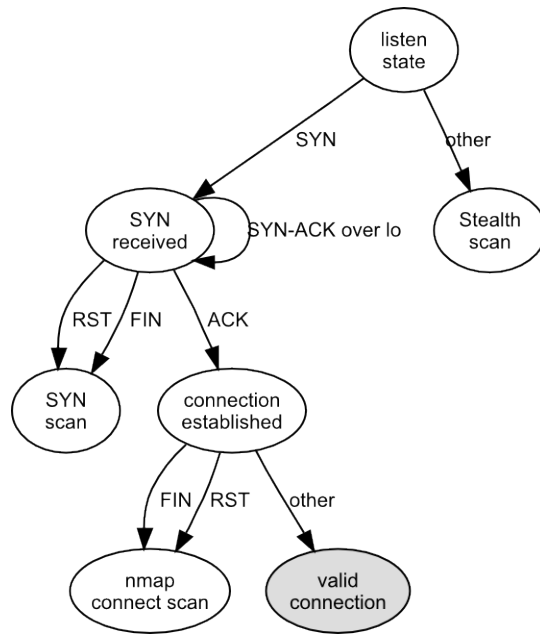 listen
state
SYN
other
SYN
received
SYN-ACK over lo
Stealth
scan
RST
FIN
ACK
SYN
scan
connection
established
FIN
RST
other
nmap
connect scan
valid
connection